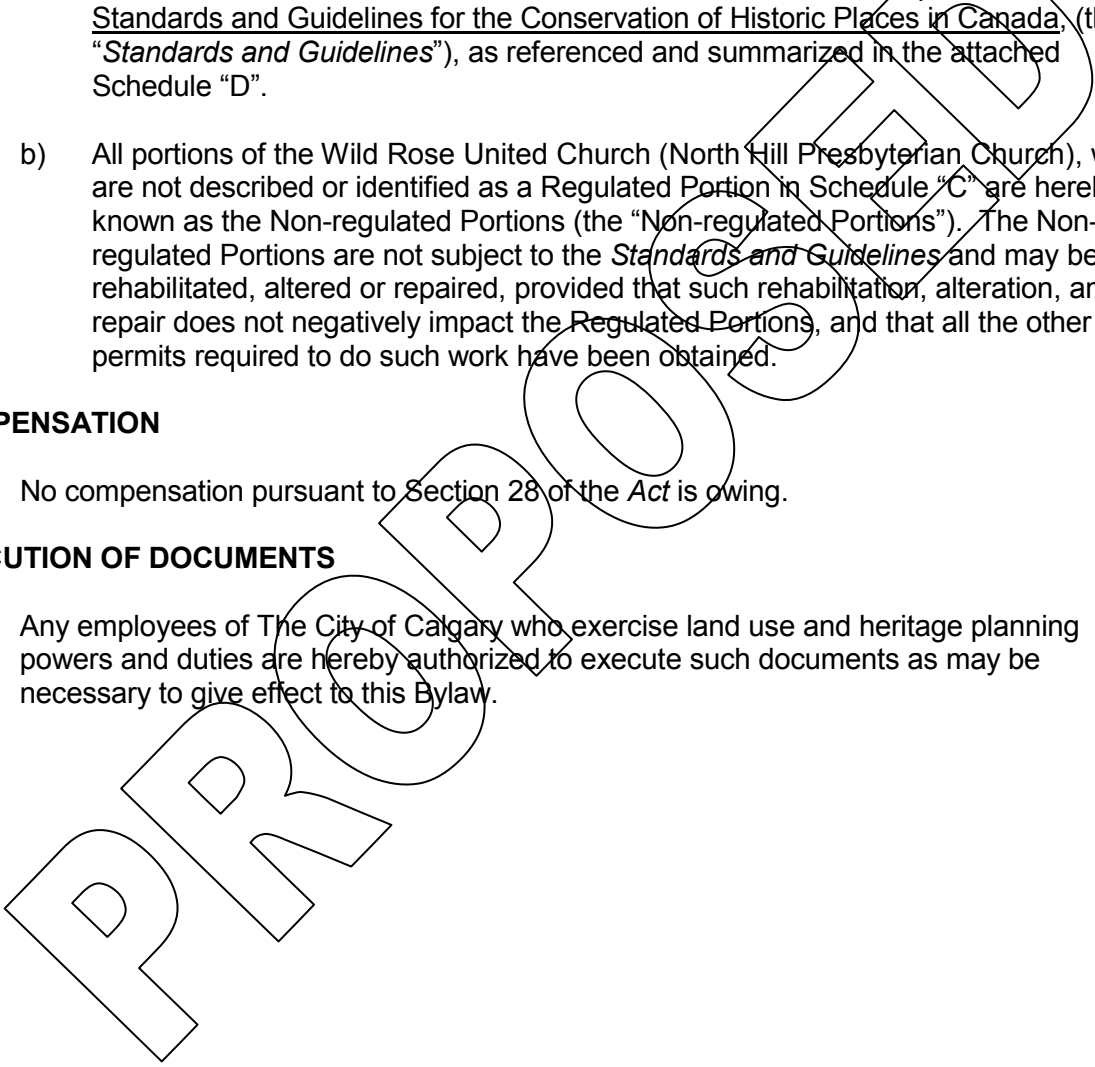 Standards and Guidelines for the Conservation of Historic Places in Canada, (
“Standards and Guidelines”), as referenced and summarized in the attached
Schedule “D”.
b) All portions of the Wild Rose United Church (North Hill Presbyterian Church),
are not described or identified as a Regulated Portion in Schedule “C” are
known as the Non-regulated Portions (the “Non-regulated Portions”). The Non-
regulated Portions are not subject to the Standards and Guidelines and may be
rehabilitated, altered or repaired, provided that such rehabilitation, alteration,
repair does not negatively impact the Regulated Portions, and that all the other
permits required to do such work have been obtained.
PENSATION
No compensation pursuant to Section 28 of the Act is owing.
UTION OF DOCUMENTS
Any employees of The City of Calgary who exercise land use and heritage planning
powers and duties are hereby authorized to execute such documents as may be
necessary to give effect to this Bylaw.
PROPOSED